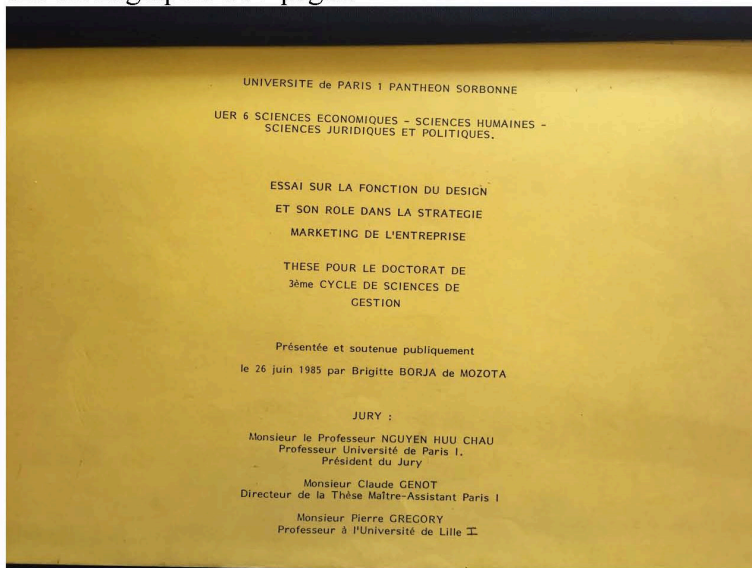 UNIVERSITE de PARIS 1 PANTHEON SORBONNE
UER 6 SCIENCES ECONOMIQUES - SCIENCES HUMAINES -
SCIENCES JURIDIQUES ET POLITIQUES.
ESSAI SUR LA FONCTION DU DESIGN
ET SON ROLE DANS LA STRATEGIE
MARKETING DE L'ENTREPRISE
THESE POUR LE DOCTORAT DE
3ème CYCLE DE SCIENCES DE
GESTION
Présentée et soutenue publiquement
le 26 juin 1985 par Brigitte BORJA de MOZOTA
JURY :
Monsieur le Professeur NGUYEN HUU CHAU
Professeur Université de Paris I.
Président du Jury
Monsieur Claude GENOT
Directeur de la Thèse Maître-Assistant Paris I
Monsieur Pierre GREGORY
Professeur à l'Université de Lille I